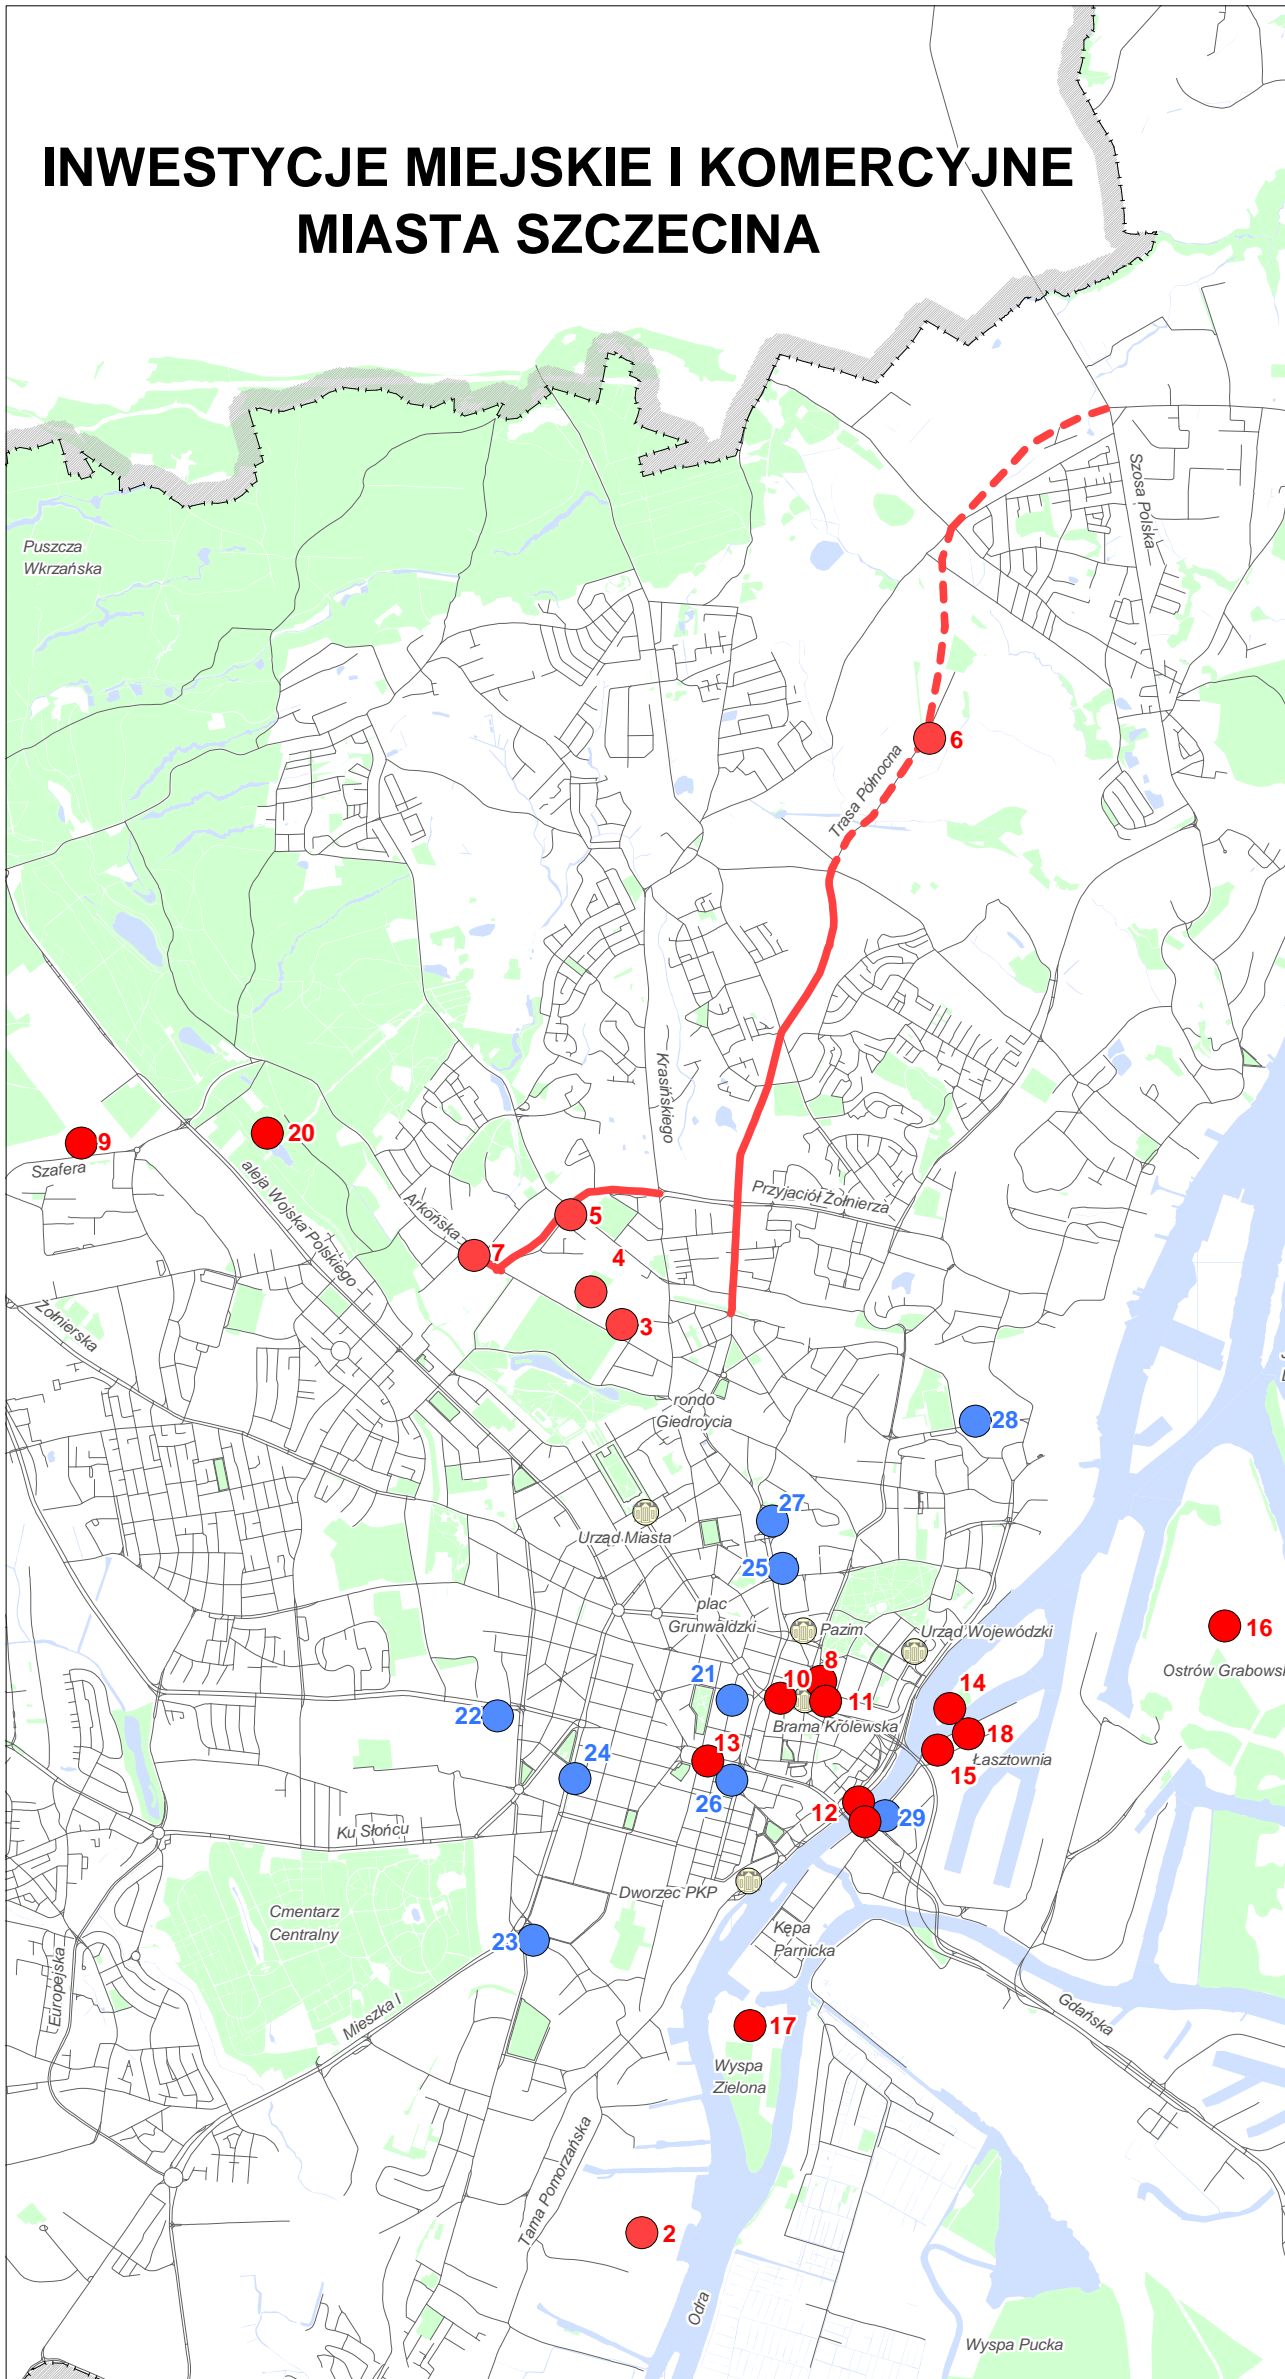 INWESTYCJE MIEJSKIE I KOMERCYJNE
MIASTA SZCZECINA
Puszcza
Wkrzańska
Szosa Polska
6
Trasa Północna
Krasińskiego
9
20
Szafera
aleja Wojska Polskiego
Arkońska
Przyjaciół Żołnierza
5
7
4
3
Żołnierska
rondo
Giedroycia
28
27
Urząd Miasta
25
plac
Grunwaldzki
Pazim
Urząd Wojewódzki
16
Ostrów Grabowsk
8
21
10
11
14
22
Brama Królewska
18
13
Łasztownia
15
24
26
12
29
Ku Słońcu
Dworzec PKP
Cmentarz
Centralny
23
Kępa
Parnicka
Europejska
Mieszka I
Gdańska
17
Wyspa
Zielona
Tama Pomorzańska
2
Odra
Wyspa Pucka